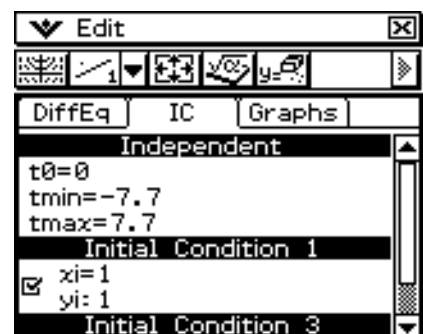 Edit
DiffEq IC Graphs
Independent
t0=0
tmin=-7.7
tmax=7.7
Initial Condition 1
xi=1
yi: 1
Initial Condition 3